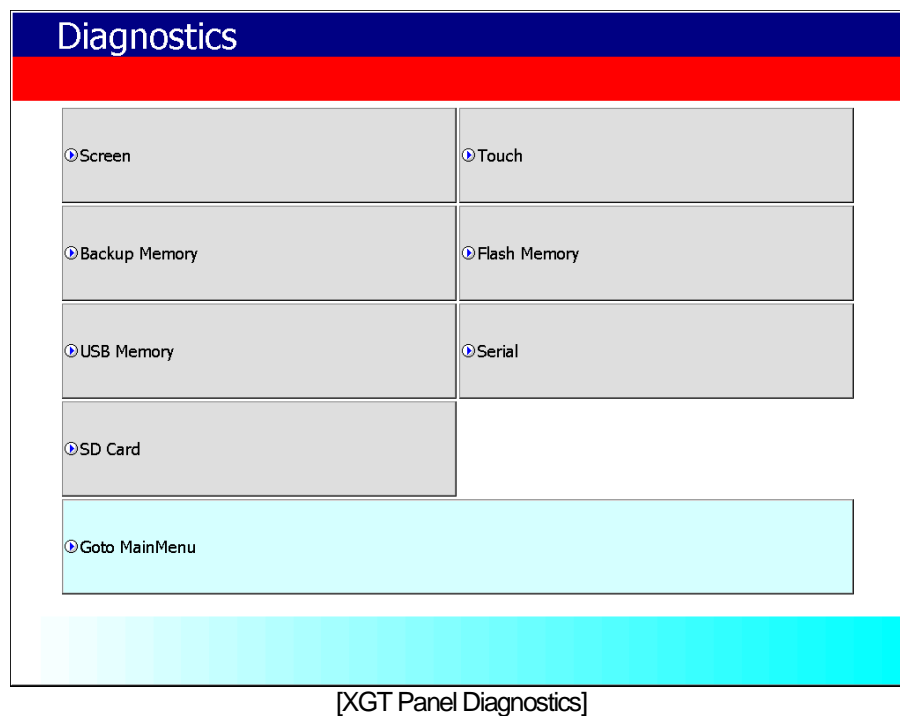 Diagnostics
Screen
Touch
Backup Memory
Flash Memory
USB Memory
Serial
SD Card
Goto MainMenu
[XGT Panel Diagnostics]